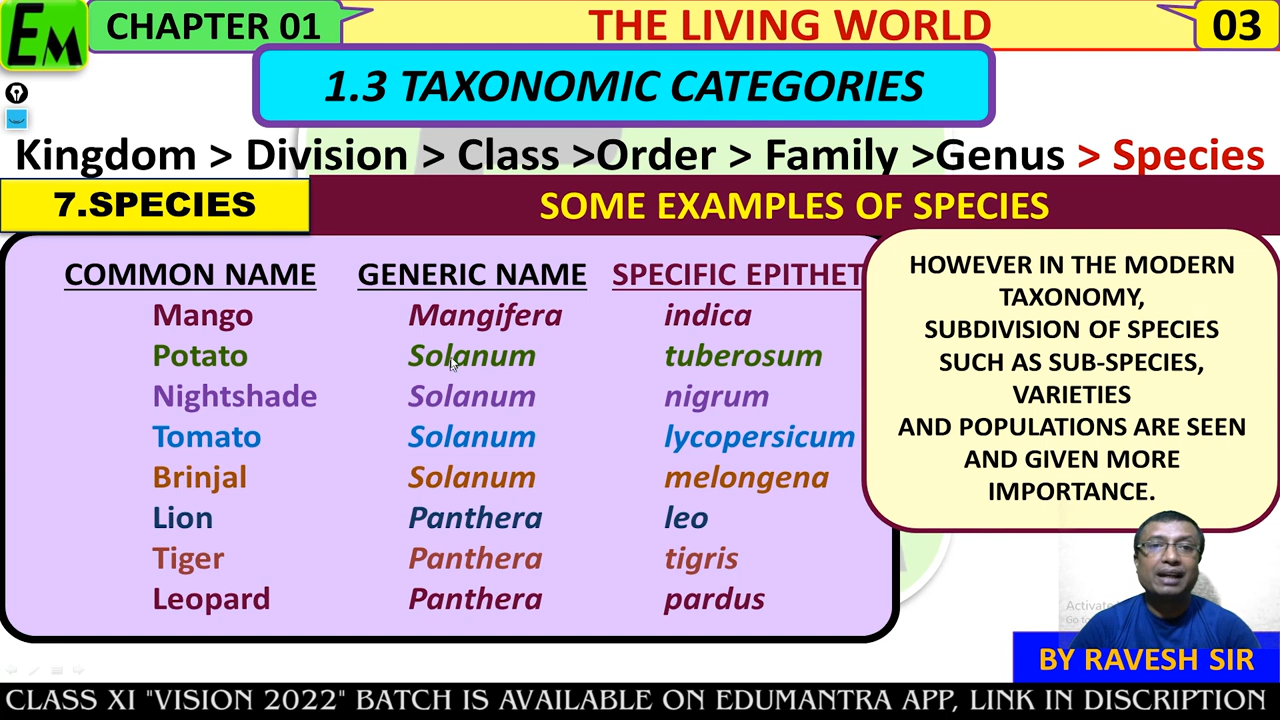 EM
CHAPTER 01
THE LIVING WORLD
03
1.3 TAXONOMIC CATEGORIES
Kingdom > Division > Class >Order > Family >Genus > Species
7.SPECIES
SOME EXAMPLES OF SPECIES
COMMON NAME GENERIC NAME SPECIFIC EPITHET
Mango Mangifera indica
Potato Solanum tuberosum
Nightshade Solanum nigrum
Tomato Solanum lycopersicum
Brinjal Solanum melongena
Lion Panthera leo
Tiger Panthera tigris
Leopard Panthera pardus
HOWEVER IN THE MODERN
TAXONOMY,
SUBDIVISION OF SPECIES
SUCH AS SUB-SPECIES,
VARIETIES
AND POPULATIONS ARE SEEN
AND GIVEN MORE
IMPORTANCE.
Activate
Go to
BY RAVESH SIR
CLASS XI "VISION 2022" BATCH IS AVAILABLE ON EDUMANTRA APP, LINK IN DISCRIPTION